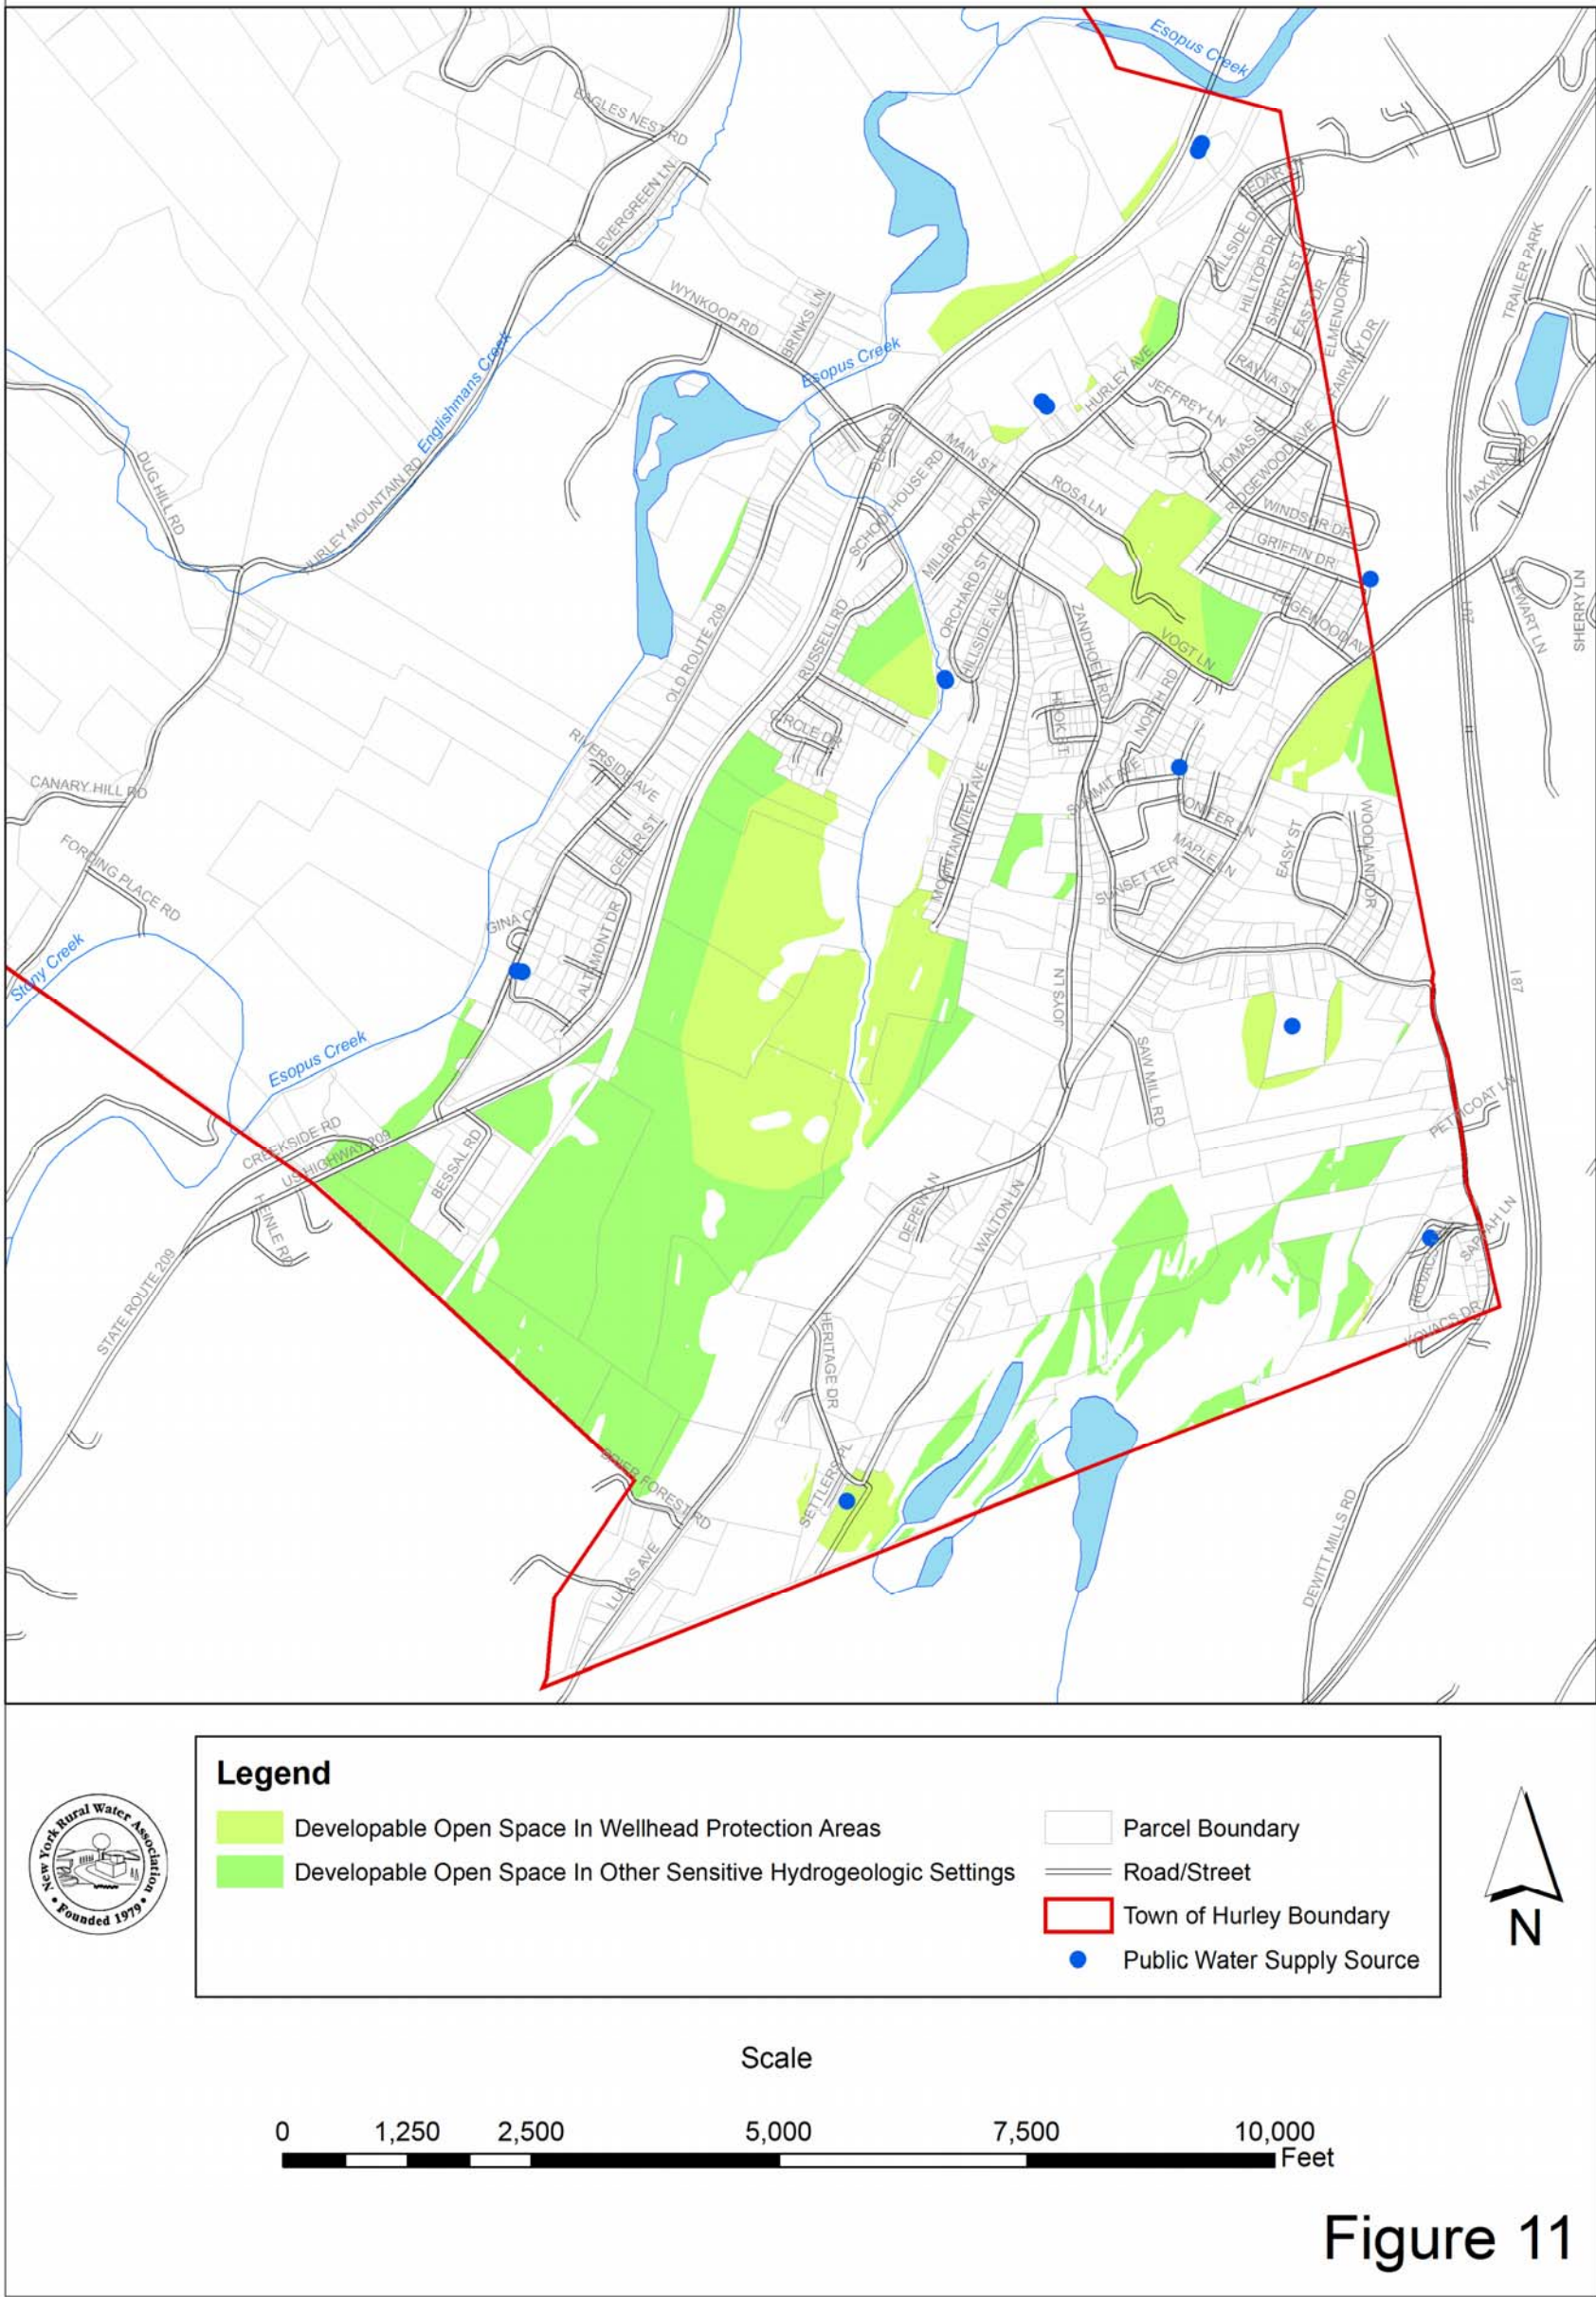 Esopus Creek
EAGLES NEST RD
EVERGREEN LN
WYNKOOP RD
BRINKS LN
Esopus Creek
Englishmans Creek
HURLEY MOUNTAIN RD
DUG HILL RD
HILLSIDE DR
HILLTOP DR
SHERYL ST
EAST DR
ELMENDORF DR
FAIRWAY DR
RAYNA ST
TRAILER PARK
HURLEY AVE
JEFFREY LN
THOMAS ST
RIDGEWOOD AVE
WINDSOR DR
GRIFFIN DR
EDGEWOOD AVE
MAIN ST
SCHOOLHOUSE RD
MILLBROOK AVE
ROSA LN
ORCHARD ST
HILLSIDE AVE
ZANDHOEK RD
VOGT LN
NORTH RD
STEWART LN
SHERRY LN
I 87
OLD ROUTE 209
RUSSELL RD
CIRCLE DR
RIVERSIDE AVE
CEDAR ST
MOUNTAIN VIEW AVE
SUMMIT AVE
CONIFER LN
MAPLE LN
SUNSET TER
EASY ST
WOODLAND DR
CANARY HILL RD
FORDING PLACE RD
Stony Creek
GINA CT
ALTAMONT DR
Esopus Creek
JOYS LN
SAW MILL RD
I 87
PETTICOAT LN
CREEKSIDE RD
US HIGHWAY 209
BESSAL RD
HEINLE RD
STATE ROUTE 209
DEPEW LN
WALTON LN
SARAH LN
KOVACS DR
HERITAGE DR
SETTLERS PL
BRIER FOREST RD
LUCAS AVE
DEWITT MILLS RD
Legend
Developable Open Space In Wellhead Protection Areas
Developable Open Space In Other Sensitive Hydrogeologic Settings
Parcel Boundary
Road/Street
Town of Hurley Boundary
Public Water Supply Source
New York Rural Water Association
Founded 1979
N
Scale
0 1,250 2,500 5,000 7,500 10,000
Feet
Figure 11